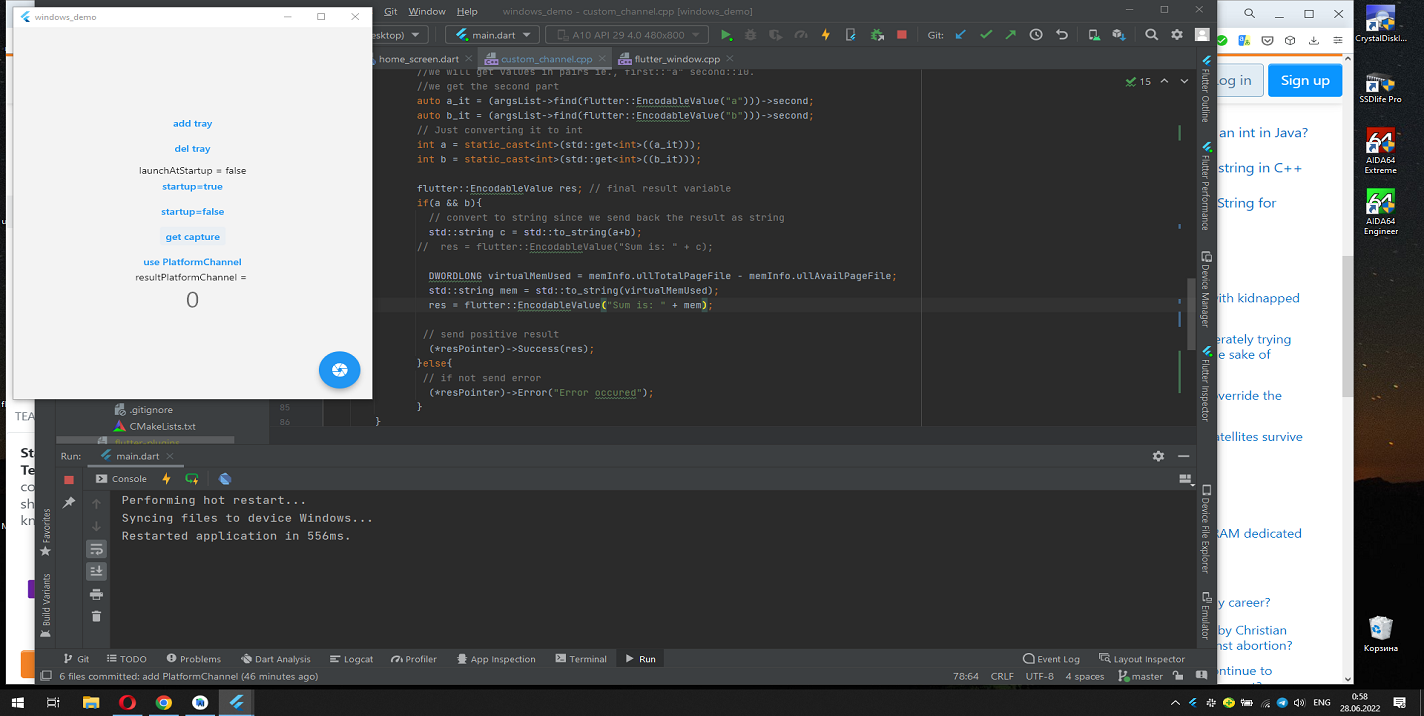 windows_demo
add tray
del tray
launchAtStartup = false
startup=true
startup=false
get capture
use PlatformChannel
resultPlatformChannel =
0
Git Window Help windows_demo - custom_channel.cpp [windows_demo]
esktop) main.dart A10 API 29 4.0 480x800 Git:
home_screen.dart custom_channel.cpp flutter_window.cpp
15
//we will get values in pairs ie., first::"a" second::10.
//we get the second part
auto a_it = (argsList->find(flutter::EncodableValue("a")))->second;
auto b_it = (argsList->find(flutter::EncodableValue("b")))->second;
// Just converting it to int
int a = static_cast<int>(std::get<int>((a_it)));
int b = static_cast<int>(std::get<int>((b_it)));
flutter::EncodableValue res; // final result variable
if(a && b){
// convert to string since we send back the result as string
std::string c = std::to_string(a+b);
// res = flutter::EncodableValue("Sum is: " + c);
DWORDLONG virtualMemUsed = memInfo.ullTotalPageFile - memInfo.ullAvailPageFile;
std::string mem = std::to_string(virtualMemUsed);
res = flutter::EncodableValue("Sum is: " + mem);
// send positive result
(*resPointer)->Success(res);
}else{
// if not send error
(*resPointer)->Error("Error occured");
85 }
86 }
.gitignore
CMakeLists.txt
flutter-plugins
Flutter Outline
Flutter Performance
Device Manager
Flutter Inspector
Device File Explorer
Emulator
Run: main.dart
Console
Performing hot restart...
Syncing files to device Windows...
Restarted application in 556ms.
Favorites
Build Variants
Git TODO Problems Dart Analysis Logcat Profiler App Inspection Terminal Run Event Log Layout Inspector
6 files committed: add PlatformChannel (46 minutes ago) 78:64 CRLF UTF-8 4 spaces master
TEA
St
Te
co
sh
kn
og in Sign up
an int in Java?
string in C++
String for
ith kidnapped
erately trying
e sake of
verride the
tellites survive
RAM dedicated
y career?
by Christian
nst abortion?
ntinue to
CrystalDiskI...
SSDlife Pro
64
AIDA64
Extreme
64
AIDA64
Engineer
Корзина
ENG
0:58
28.06.2022